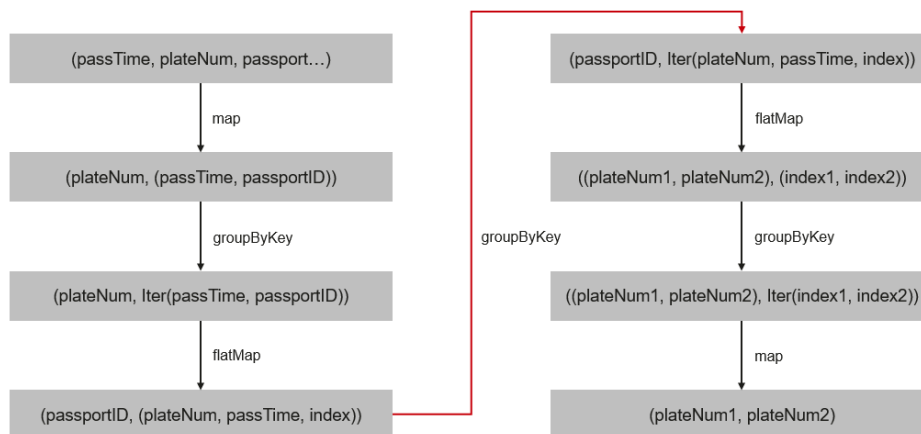 (passTime, plateNum, passport…)
map
(plateNum, (passTime, passportID))
groupByKey
(plateNum, Iter(passTime, passportID))
flatMap
(passportID, (plateNum, passTime, index))
groupByKey
(passportID, Iter(plateNum, passTime, index))
flatMap
((plateNum1, plateNum2), (index1, index2))
groupByKey
((plateNum1, plateNum2), Iter(index1, index2))
map
(plateNum1, plateNum2)